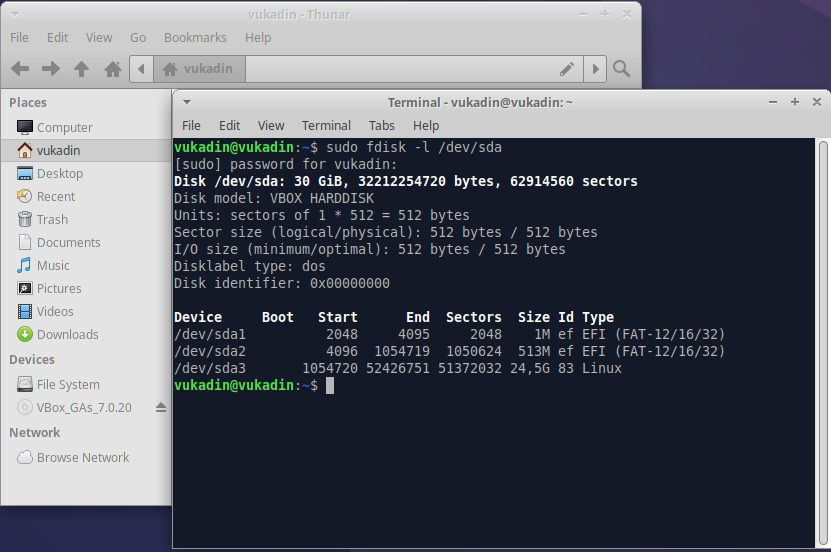 vukadin - Thunar
File Edit View Go Bookmarks Help
vukadin
Places
Computer
vukadin
Desktop
Recent
Trash
Documents
Music
Pictures
Videos
Downloads
Devices
File System
VBox_GAs_7.0.20
Network
Browse Network
Terminal - vukadin@vukadin: ~
File Edit View Terminal Tabs Help
vukadin@vukadin:~$ sudo fdisk -l /dev/sda
[sudo] password for vukadin:
Disk /dev/sda: 30 GiB, 32212254720 bytes, 62914560 sectors
Disk model: VBOX HARDDISK
Units: sectors of 1 * 512 = 512 bytes
Sector size (logical/physical): 512 bytes / 512 bytes
I/O size (minimum/optimal): 512 bytes / 512 bytes
Disklabel type: dos
Disk identifier: 0x00000000
Device     Boot   Start      End  Sectors  Size Id Type
/dev/sda1          2048     4095     2048    1M ef EFI (FAT-12/16/32)
/dev/sda2          4096  1054719  1050624  513M ef EFI (FAT-12/16/32)
/dev/sda3       1054720 52426751 51372032 24,5G 83 Linux
vukadin@vukadin:~$